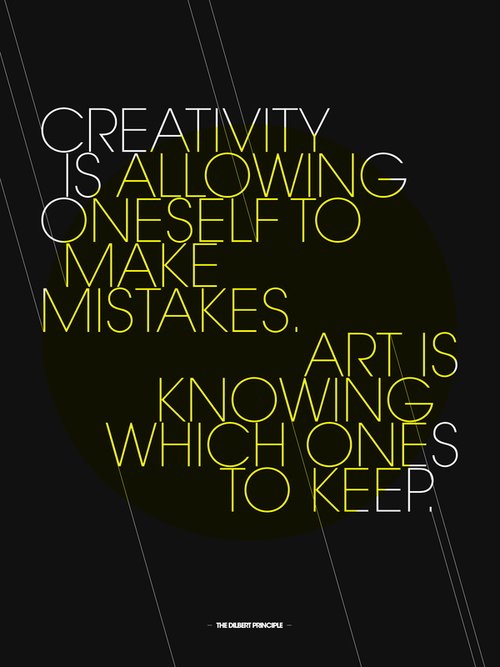 CREATIVITY
IS ALLOWING
ONESELF TO
MAKE
MISTAKES.
ART IS
KNOWING
WHICH ONES
TO KEEP.
– THE DILBERT PRINCIPLE –